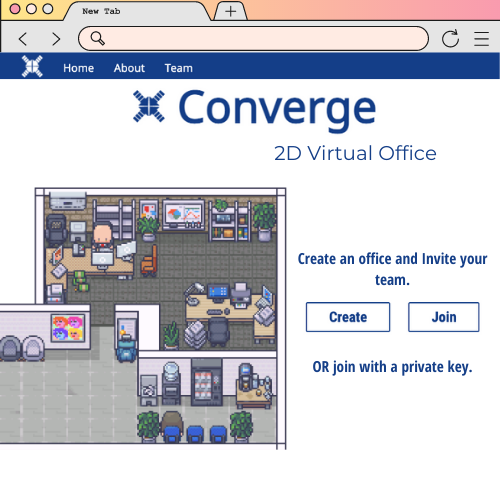 New Tab
Home About Team
Converge
2D Virtual Office
Create an office and Invite your
team.
Create Join
OR join with a private key.